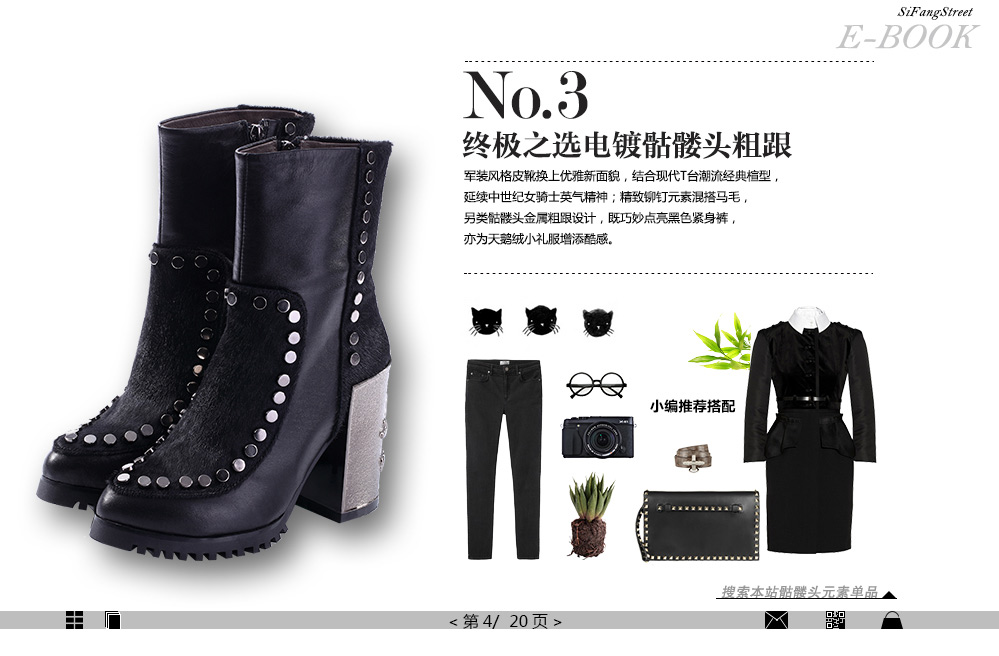 SiFangStreet
E-BOOK
No.3
终极之选电镀骷髅头粗跟
军装风格皮靴换上优雅新面貌，结合现代T台潮流经典楦型，
延续中世纪女骑士英气精神；精致铆钉元素混搭马毛，
另类骷髅头金属粗跟设计，既巧妙点亮黑色紧身裤，
亦为天鹅绒小礼服增添酷感。
小编推荐搭配
搜索本站骷髅头元素单品
< 第 4/ 20 页 >